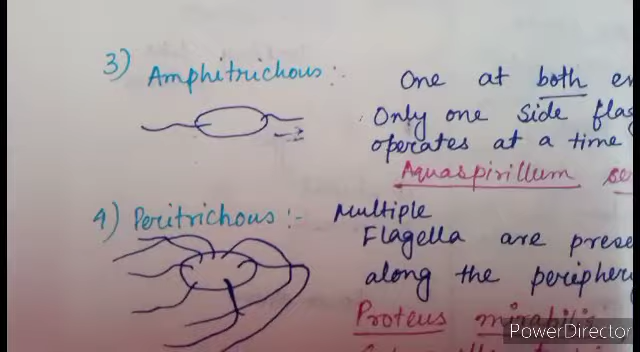 3) Amphitrichous :-
One at both
Only one side
operates at a time
Aquaspirillum
4) Peritrichous :- Multiple
Flagella are
along the
Proteus mirabilis
PowerDirector